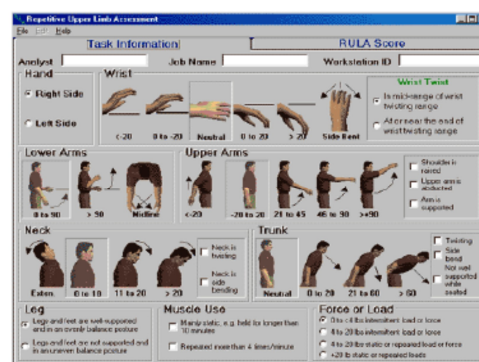 Repetitive Upper Limb Assessment
File Edit Help
Task Information
RULA Score
Analyst
Job Name
Workstation ID
Hand
Right Side
Left Side
Wrist
<-20
0 to -20
Neutral
0 to 20
> 20
Side Bent
Wrist Twist
In mid-range of wrist
twisting range
At or near the end of
wrist twisting range
Lower Arms
0 to 90
> 90
Midline
Upper Arms
<-20
-20 to 20
21 to 45
46 to 90
>=90
Shoulder is
raised
Upper arm is
abducted
Arm is
supported
Neck
Exten.
0 to 10
11 to 20
> 20
Neck is
twisting
Neck is
side
bending
Trunk
Neutral
0 to 20
21 to 60
> 60
Twisting
Side
bend
Not well
supported
while
seated
Leg
Legs and feet are well-supported
and in an evenly balance posture
Legs and feet are not supported and
in an uneven balance posture
Muscle Use
Mainly static, e.g. held for longer than
10 minutes
Repeated more than 4 times/minute
Force or Load
0 to <4 lbs intermittent load or force
4 to 20 lbs intermittent load or force
4 to 20 lbs static or repeated load or force
+20 lb static or repeated loads or force